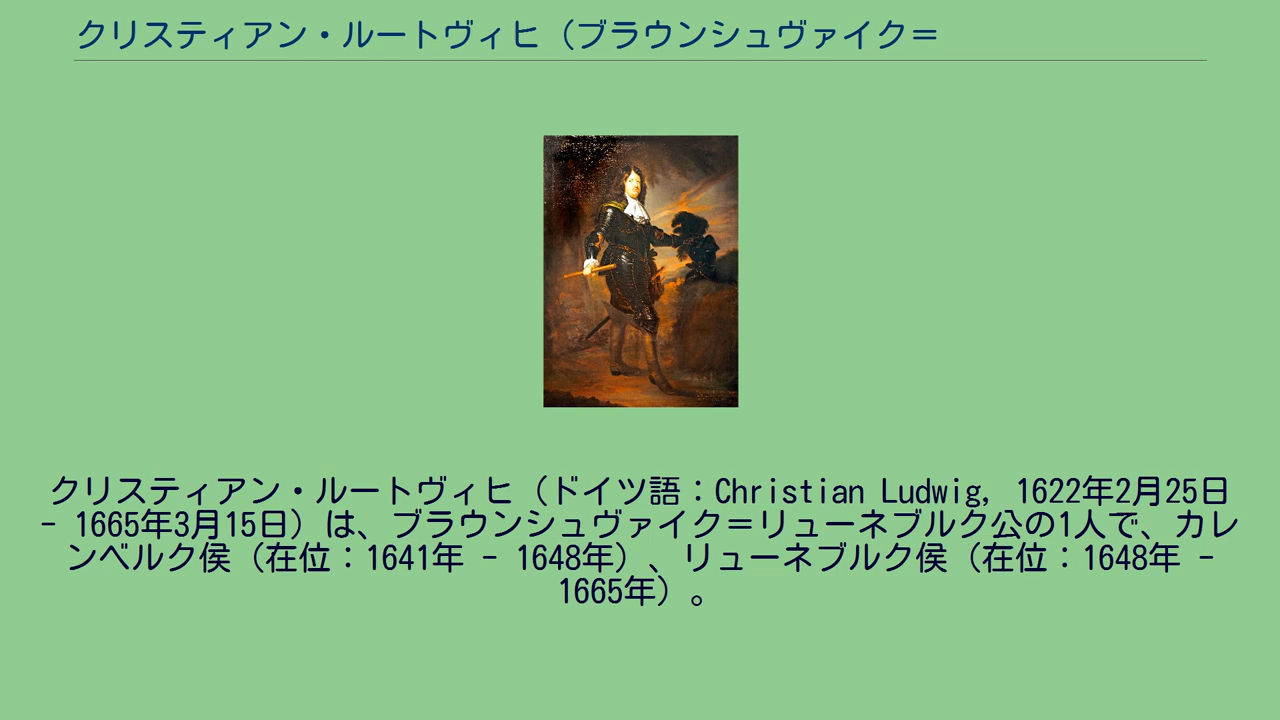 クリスティアン・ルートヴィヒ（ブラウンシュヴァイク＝
クリスティアン・ルートヴィヒ（ドイツ語：Christian Ludwig, 1622年2月25日
- 1665年3月15日）は、ブラウンシュヴァイク＝リューネブルク公の1人で、カレ
ンベルク侯（在位：1641年 - 1648年）、リューネブルク侯（在位：1648年 -
1665年）。